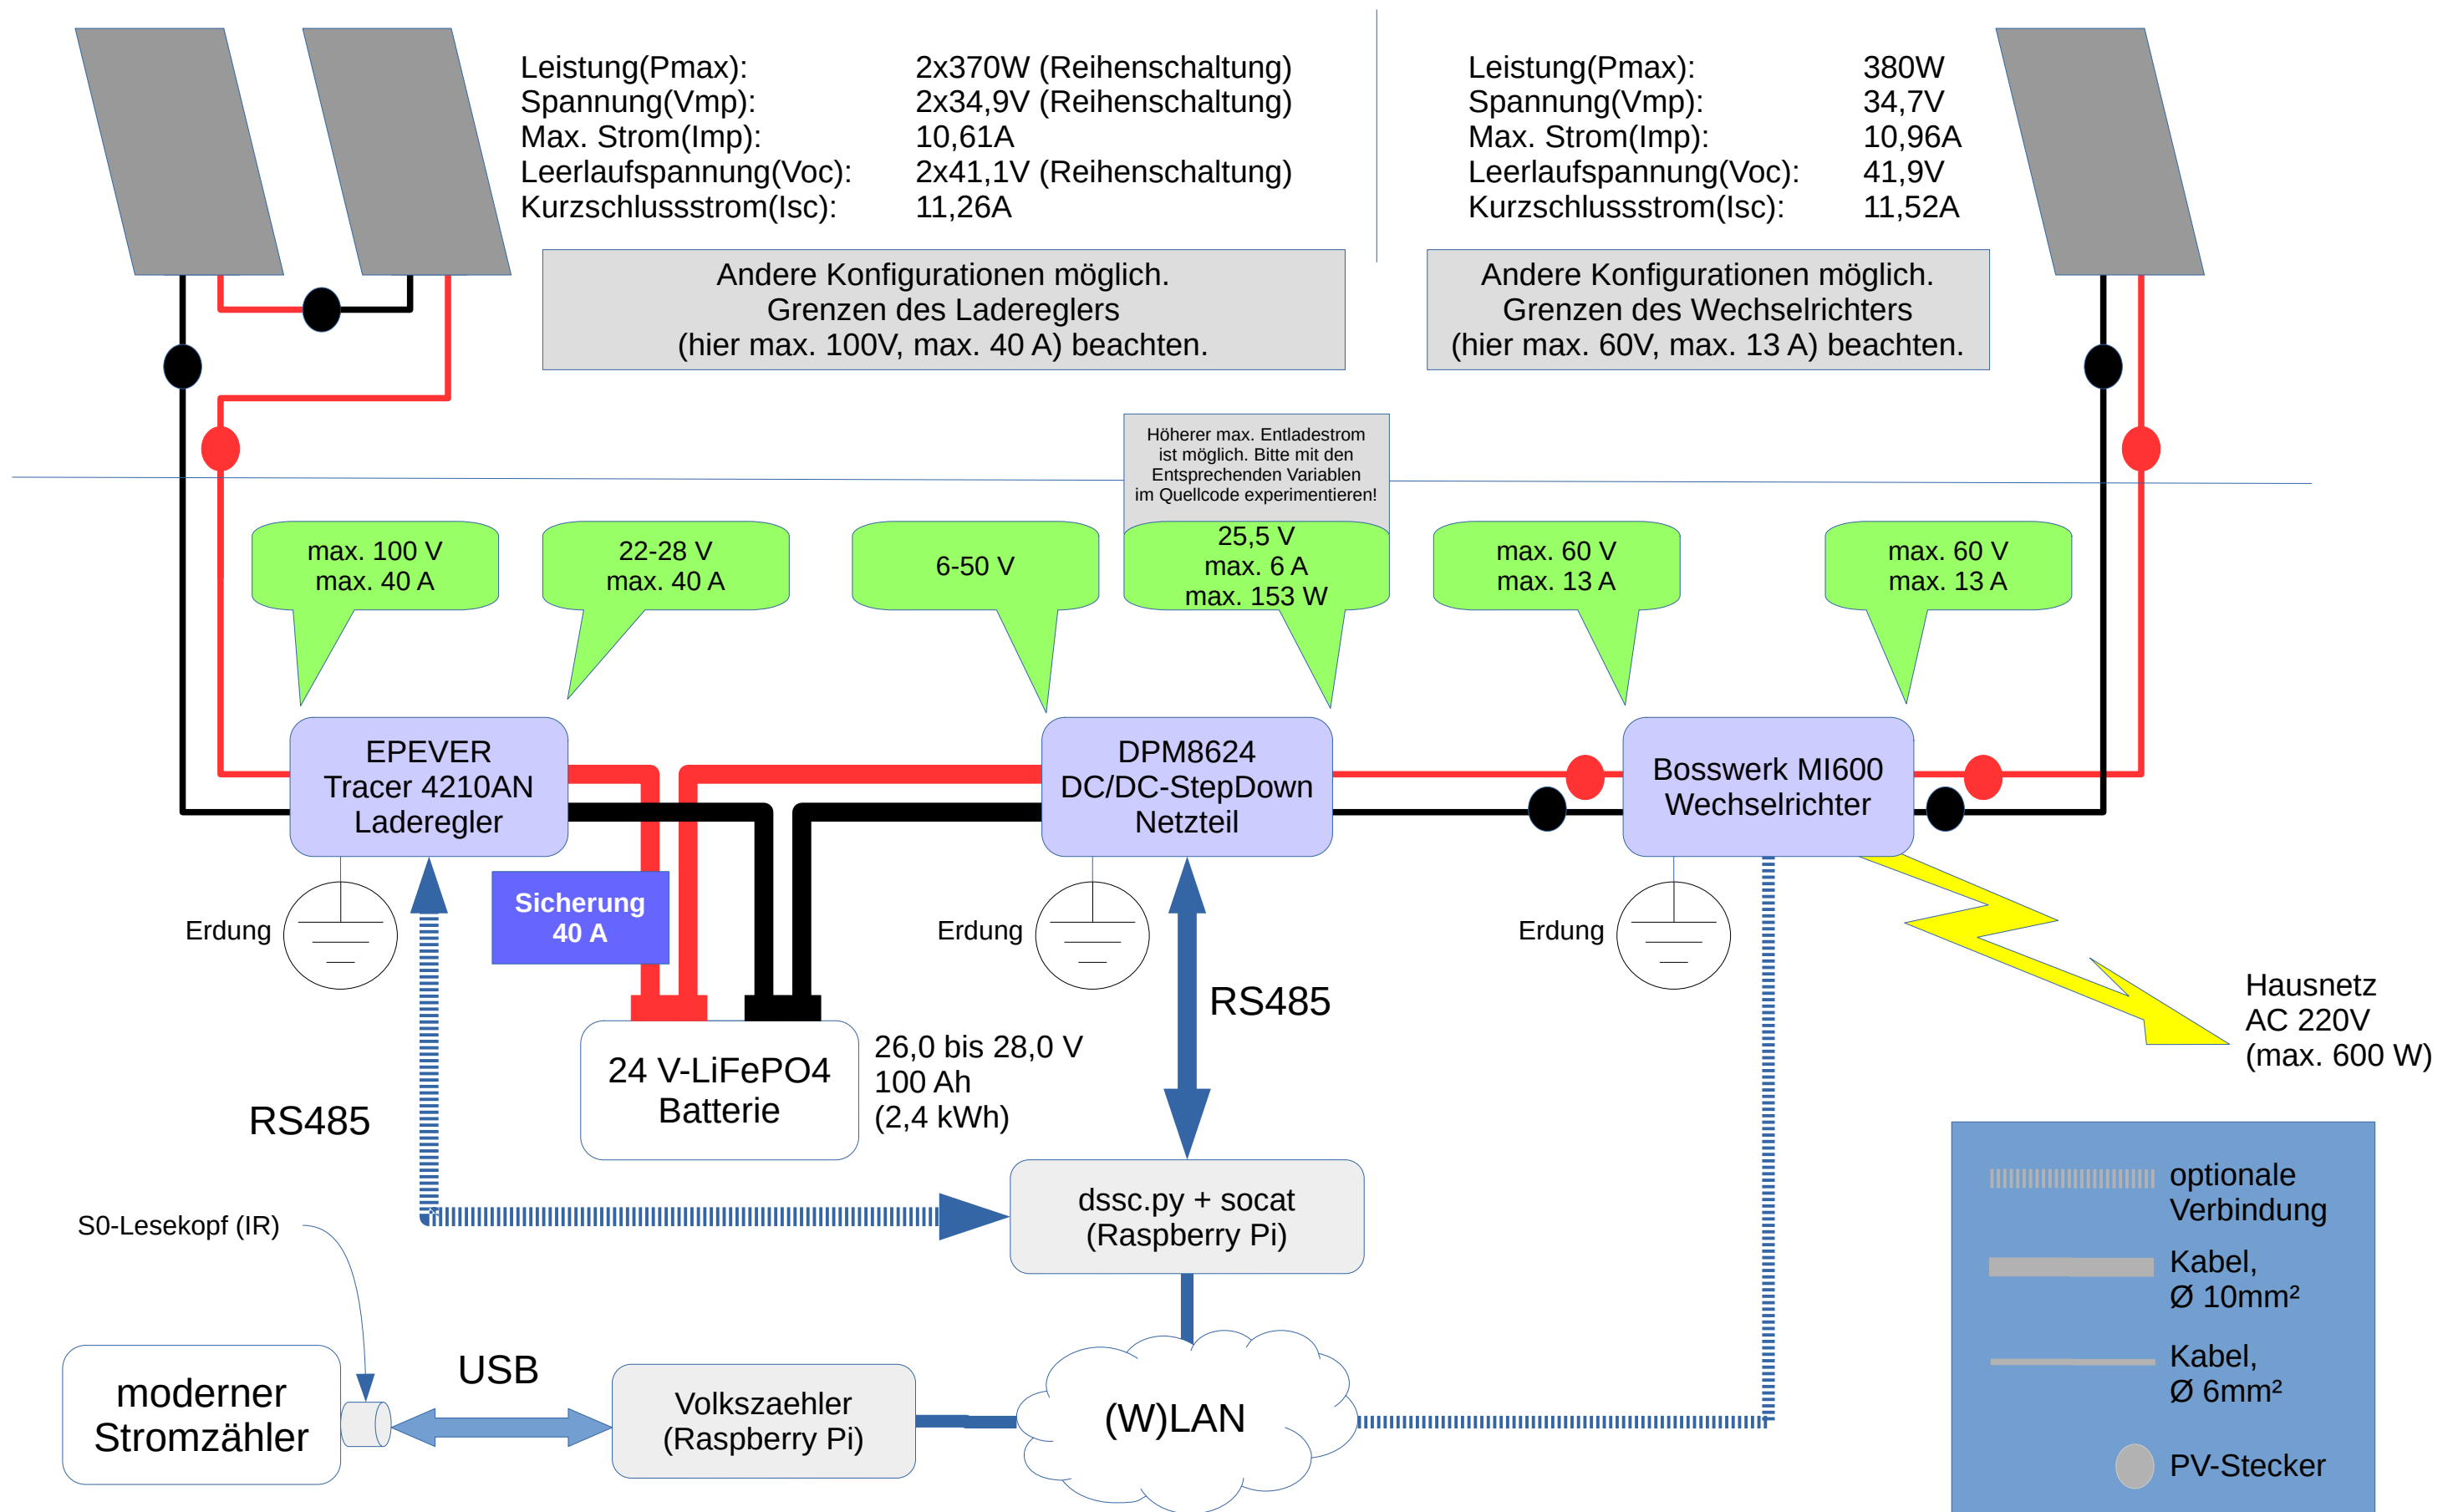 Leistung(Pmax): 2x370W (Reihenschaltung)
Spannung(Vmp): 2x34,9V (Reihenschaltung)
Max. Strom(Imp): 10,61A
Leerlaufspannung(Voc): 2x41,1V (Reihenschaltung)
Kurzschlussstrom(Isc): 11,26A
Leistung(Pmax): 380W
Spannung(Vmp): 34,7V
Max. Strom(Imp): 10,96A
Leerlaufspannung(Voc): 41,9V
Kurzschlussstrom(Isc): 11,52A
Andere Konfigurationen möglich.
Grenzen des Ladereglers
(hier max. 100V, max. 40 A) beachten.
Andere Konfigurationen möglich.
Grenzen des Wechselrichters
(hier max. 60V, max. 13 A) beachten.
Höherer max. Entladestrom
ist möglich. Bitte mit den
Entsprechenden Variablen
im Quellcode experimentieren!
max. 100 V
max. 40 A
22-28 V
max. 40 A
6-50 V
25,5 V
max. 6 A
max. 153 W
max. 60 V
max. 13 A
max. 60 V
max. 13 A
EPEVER
Tracer 4210AN
Laderegler
DPM8624
DC/DC-StepDown
Netzteil
Bosswerk MI600
Wechselrichter
Erdung
Sicherung
40 A
Erdung
Erdung
RS485
Hausnetz
AC 220V
(max. 600 W)
24 V-LiFePO4
Batterie
26,0 bis 28,0 V
100 Ah
(2,4 kWh)
RS485
dssc.py + socat
(Raspberry Pi)
S0-Lesekopf (IR)
moderner
Stromzähler
USB
Volkszaehler
(Raspberry Pi)
(W)LAN
optionale
Verbindung
Kabel,
Ø 10mm²
Kabel,
Ø 6mm²
PV-Stecker